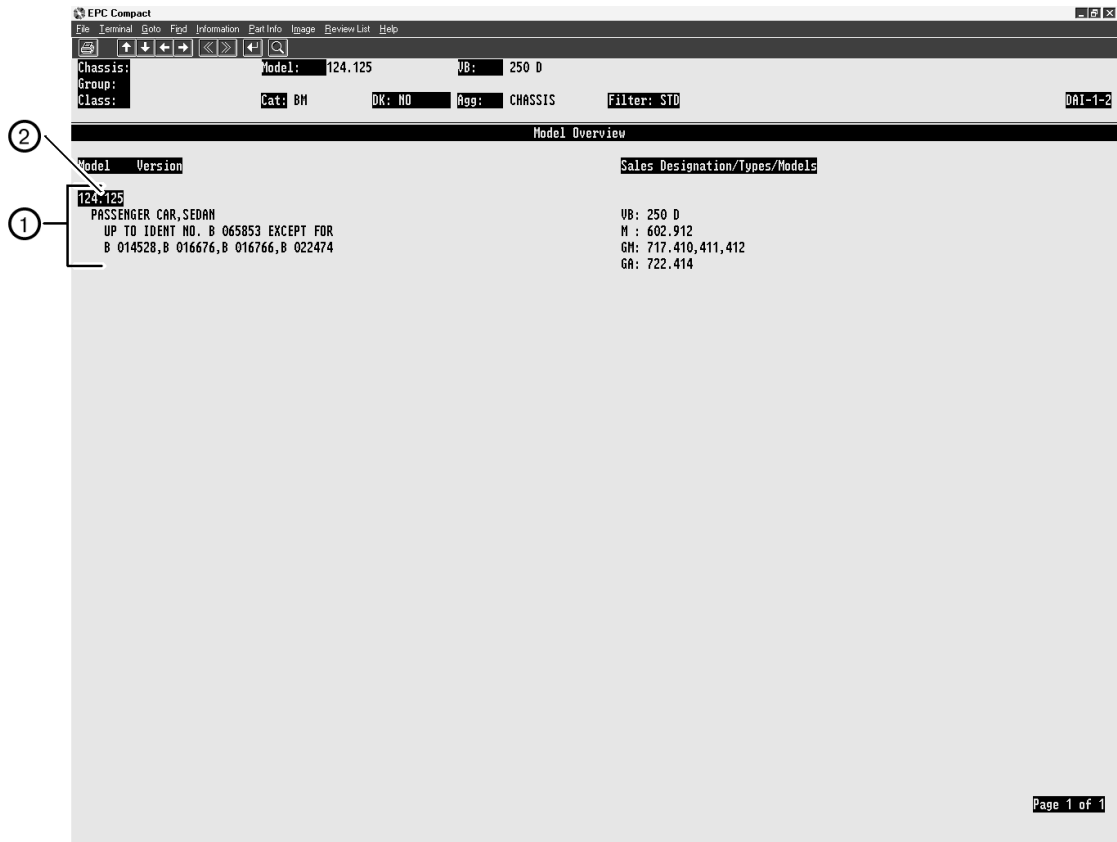 EPC Compact
File Terminal Goto Find Information Part Info Image Review List Help
Chassis: Model: 124.125 VB: 250 D
Group:
Class: Cat: BM DK: NO Agg: CHASSIS Filter: STD DAI-1-2
Model Overview
2
Model Version Sales Designation/Types/Models
124.125
1
PASSENGER CAR,SEDAN VB: 250 D
UP TO IDENT NO. B 065853 EXCEPT FOR M : 602.912
B 014528,B 016676,B 016766,B 022474 GM: 717.410,411,412
GA: 722.414
Page 1 of 1